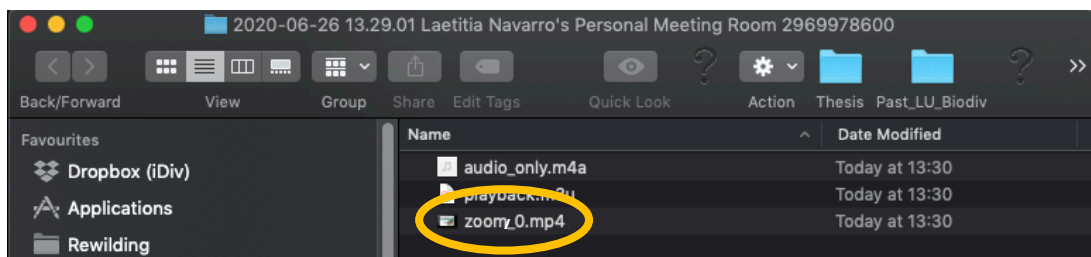 2020-06-26 13.29.01 Laetitia Navarro's Personal Meeting Room 2969978600
Back/Forward View Group Share Edit Tags Quick Look Action Thesis Past_LU_Biodiv
Favourites
Dropbox (iDiv)
Applications
Rewilding
Name Date Modified
audio_only.m4a Today at 13:30
playback.m3u Today at 13:30
zoom_0.mp4 Today at 13:30